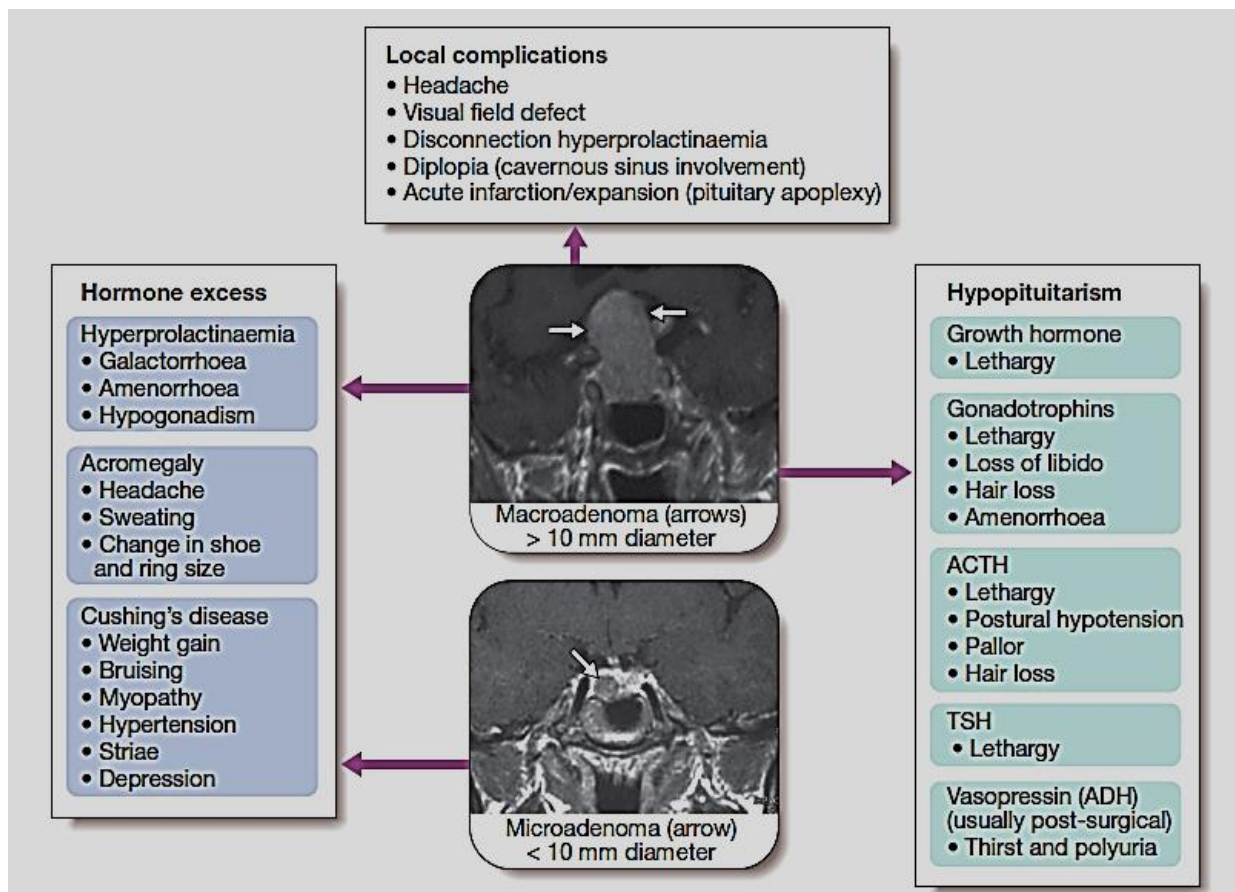 Local complications
• Headache
• Visual field defect
• Disconnection hyperprolactinaemia
• Diplopia (cavernous sinus involvement)
• Acute infarction/expansion (pituitary apoplexy)
Hormone excess
Hyperprolactinaemia
• Galactorrhoea
• Amenorrhoea
• Hypogonadism
Acromegaly
• Headache
• Sweating
• Change in shoe
and ring size
Cushing's disease
• Weight gain
• Bruising
• Myopathy
• Hypertension
• Striae
• Depression
Macroadenoma (arrows)
> 10 mm diameter
Microadenoma (arrow)
< 10 mm diameter
Hypopituitarism
Growth hormone
• Lethargy
Gonadotrophins
• Lethargy
• Loss of libido
• Hair loss
• Amenorrhoea
ACTH
• Lethargy
• Postural hypotension
• Pallor
• Hair loss
TSH
• Lethargy
Vasopressin (ADH)
(usually post-surgical)
• Thirst and polyuria